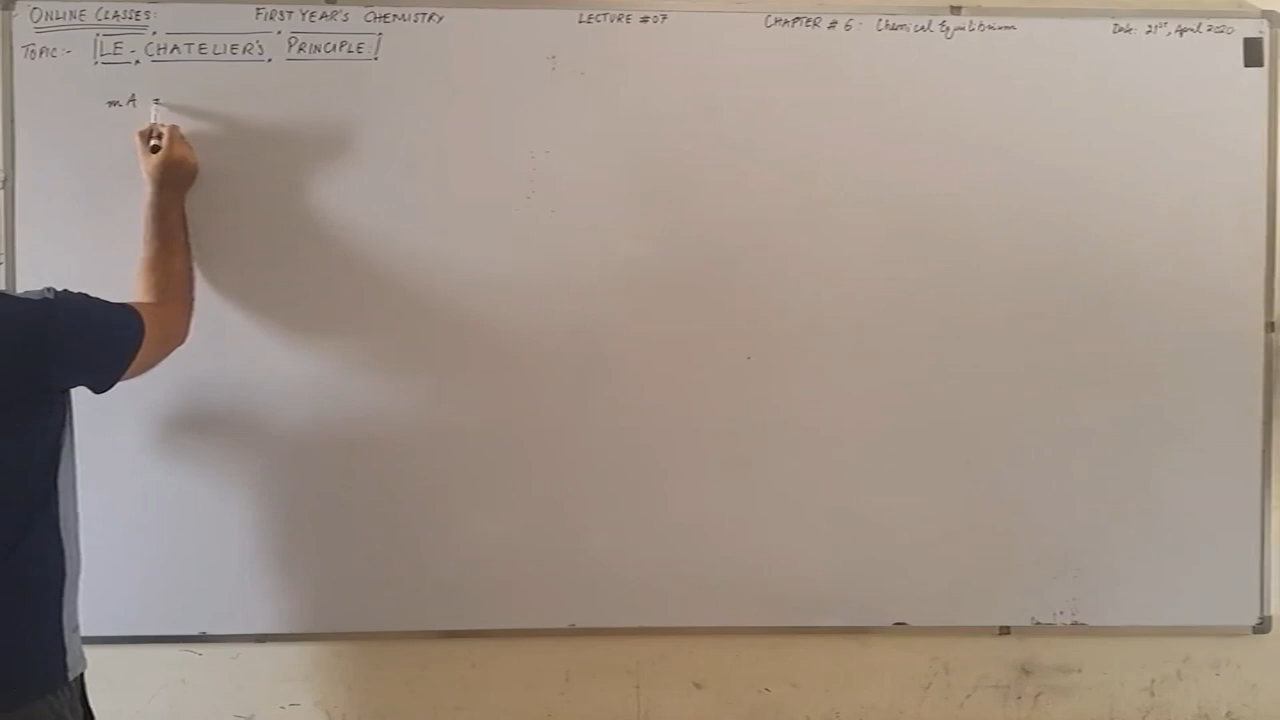 ONLINE CLASSES: FIRST YEAR'S CHEMISTRY LECTURE #07 CHAPTER # 6: Chemical Equilibrium Date: 21st, April 2020
TOPIC:- LE-CHATELIER'S PRINCIPLE:
mA =